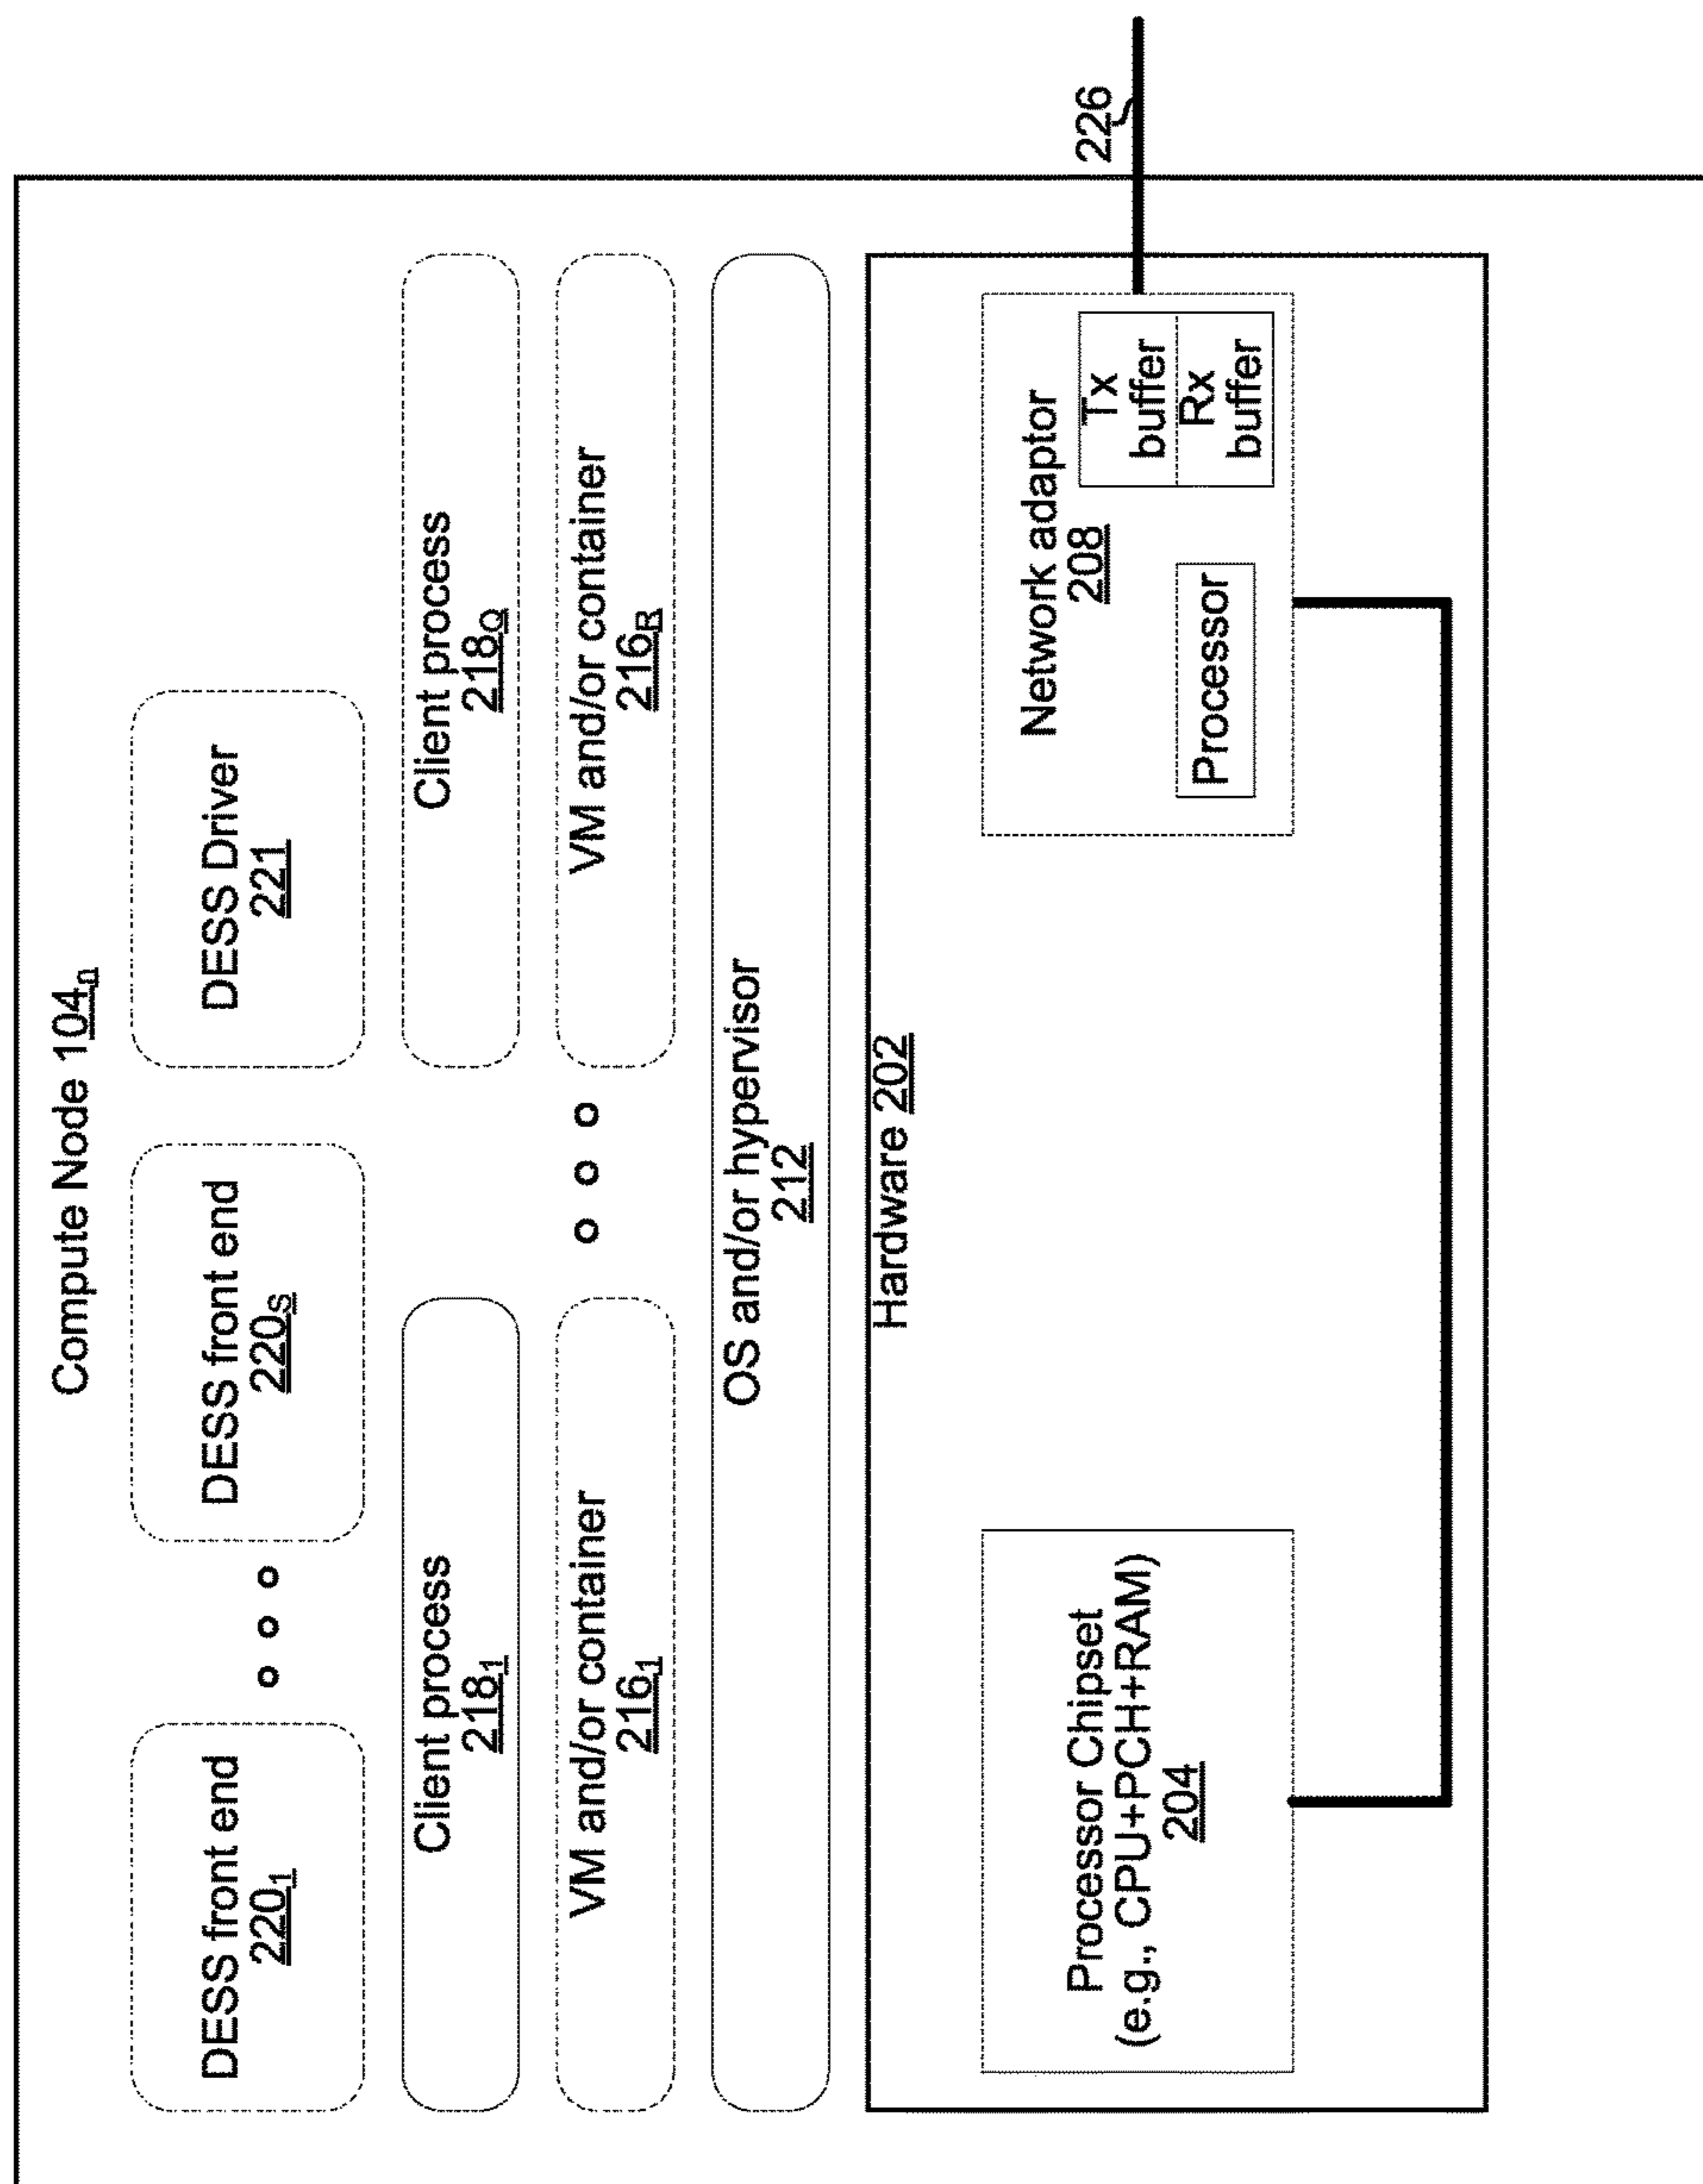 Compute Node 104n
DESS front end
2201
DESS front end
220S
DESS Driver
221
Client process
2181
Client process
218Q
VM and/or container
2161
VM and/or container
216R
OS and/or hypervisor
212
Hardware 202
Processor Chipset
(e.g., CPU+PCH+RAM)
204
Network adaptor
208
Processor
Tx
buffer
Rx
buffer
226